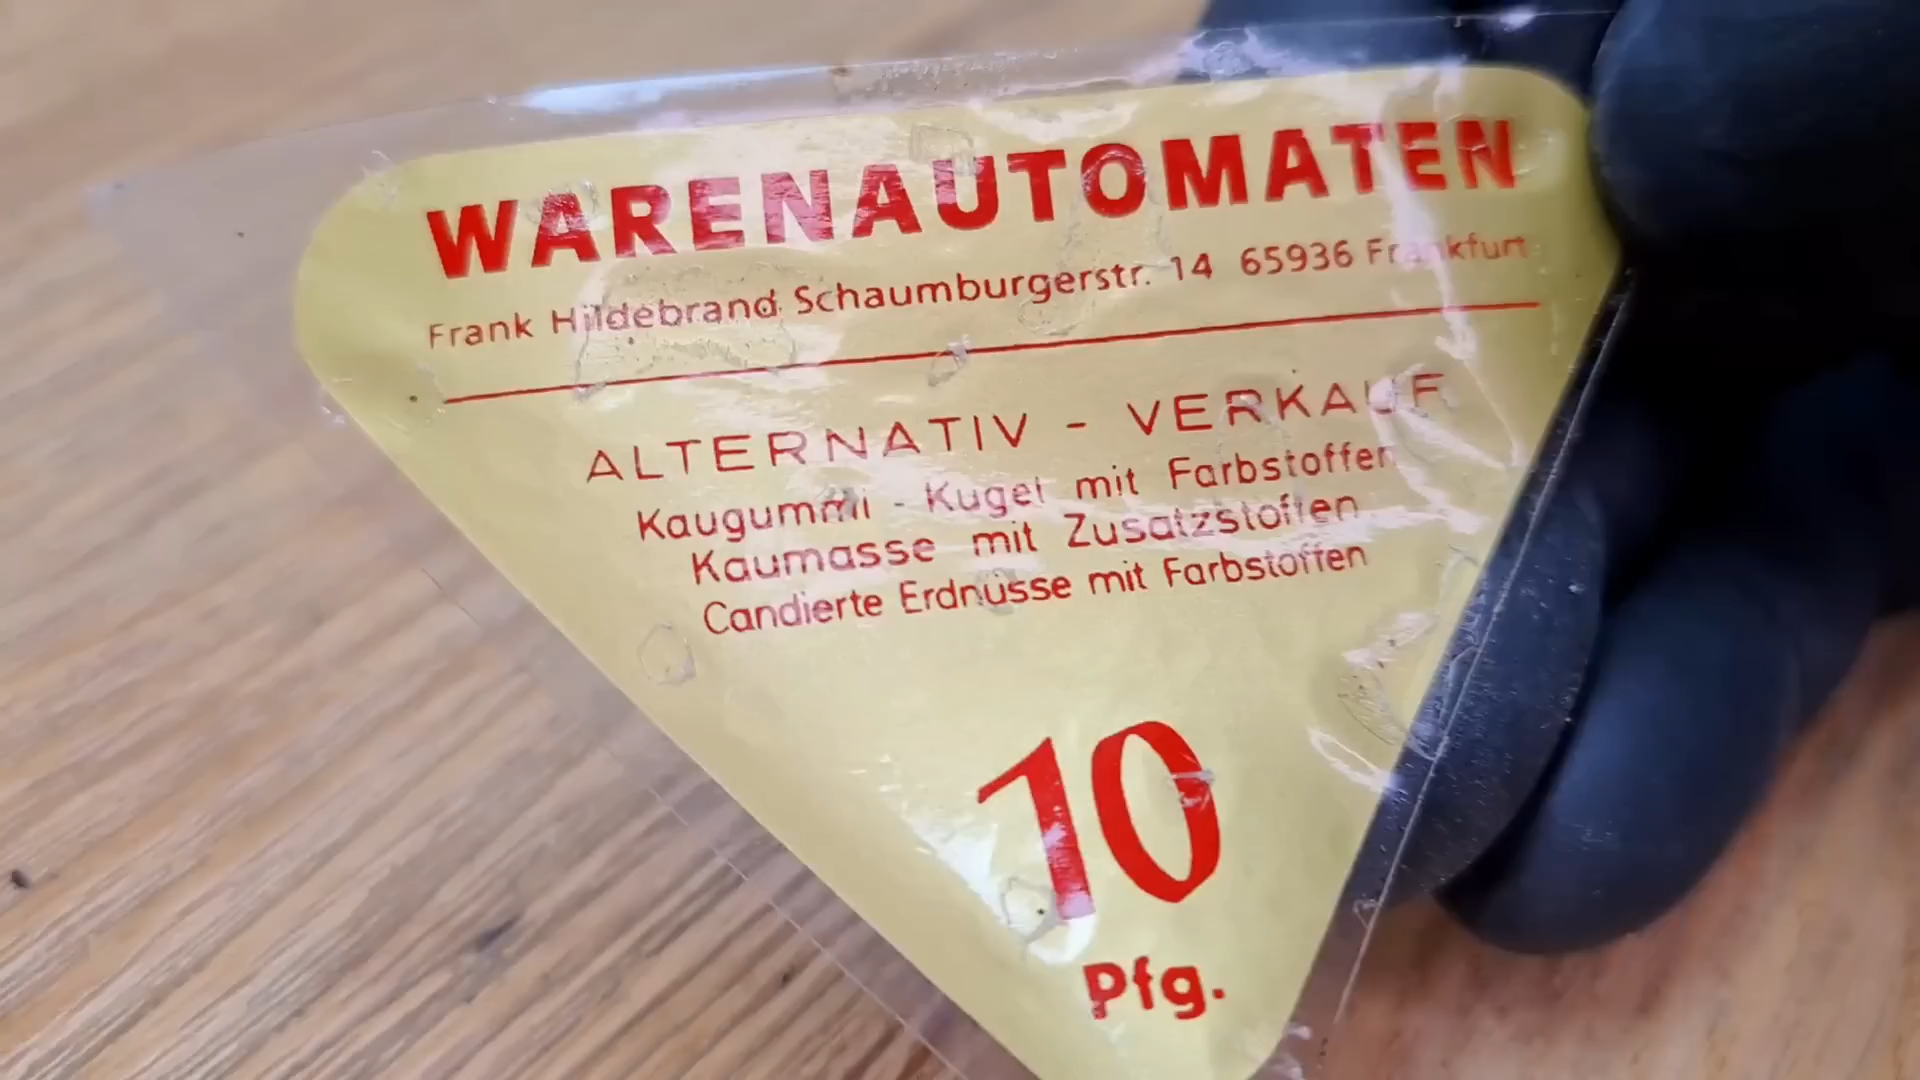 WARENAUTOMATEN
Frank Hildebrand Schaumburgerstr. 14 65936 Frankfurt
ALTERNATIV - VERKAUF
Kaugummi - Kugel mit Farbstoffen
Kaumasse mit Zusatzstoffen
Candierte Erdnüsse mit Farbstoffen
10
Pfg.